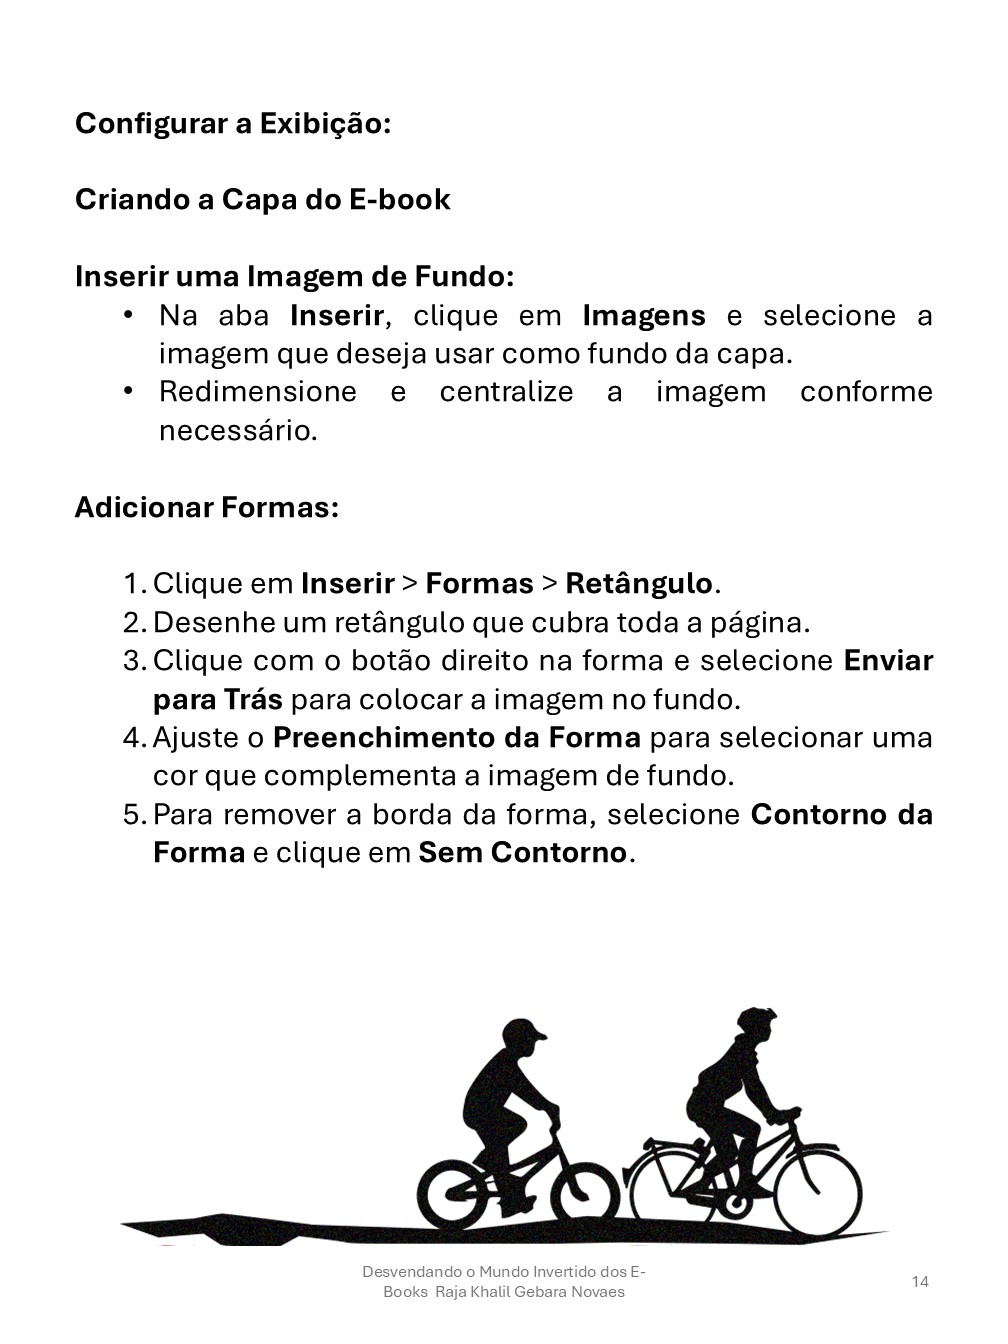 Configurar a Exibição:
Criando a Capa do E-book
Inserir uma Imagem de Fundo:
• Na aba Inserir, clique em Imagens e selecione a
imagem que deseja usar como fundo da capa.
• Redimensione e centralize a imagem conforme
necessário.
Adicionar Formas:
1. Clique em Inserir > Formas > Retângulo.
2. Desenhe um retângulo que cubra toda a página.
3. Clique com o botão direito na forma e selecione Enviar
para Trás para colocar a imagem no fundo.
4. Ajuste o Preenchimento da Forma para selecionar uma
cor que complementa a imagem de fundo.
5. Para remover a borda da forma, selecione Contorno da
Forma e clique em Sem Contorno.
Desvendando o Mundo Invertido dos E-
Books Raja Khalil Gebara Novaes
14